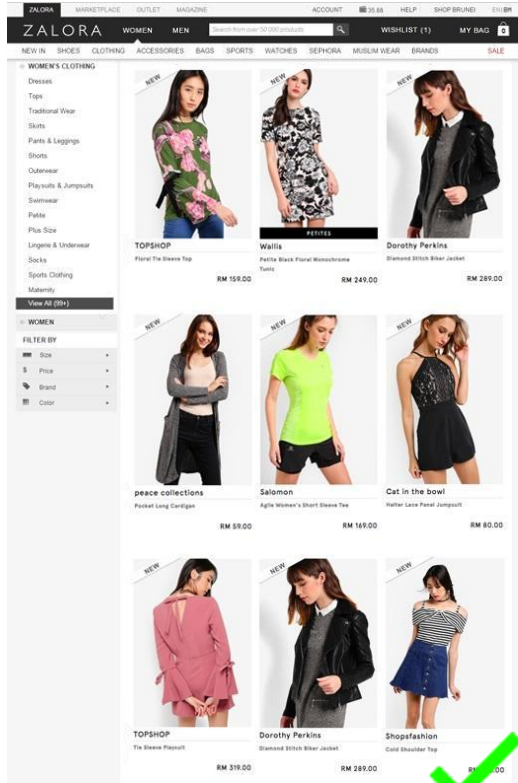 ZALORA MARKETPLACE OUTLET MAGAZINE ACCOUNT 35.88 HELP SHOP BRUNEI EN|BM
ZALORA WOMEN MEN Search from over 50 000 products WISHLIST (1) MY BAG 0
NEW IN SHOES CLOTHING ACCESSORIES BAGS SPORTS WATCHES SEPHORA MUSLIM WEAR BRANDS SALE
WOMEN'S CLOTHING
Dresses
Tops
Traditional Wear
Skirts
Pants & Leggings
Shorts
Outerwear
Playsuits & Jumpsuits
Swimwear
Petite
Plus Size
Lingerie & Underwear
Socks
Sports Clothing
Maternity
View All (99+)
WOMEN
FILTER BY
Size
$ Price
Brand
Color
NEW
TOPSHOP
Floral Tie Sleeve Top
RM 159.00
NEW
PETITES
Wallis
Petite Black Floral Monochrome
Tunic
RM 249.00
NEW
Dorothy Perkins
Diamond Stitch Biker Jacket
RM 289.00
NEW
peace collections
Pocket Long Cardigan
RM 59.00
NEW
Salomon
Agile Women's Short Sleeve Tee
RM 169.00
NEW
Cat in the bowl
Halter Lace Panel Jumpsuit
RM 80.00
NEW
TOPSHOP
Tie Sleeve Playsuit
RM 319.00
NEW
Dorothy Perkins
Diamond Stitch Biker Jacket
RM 289.00
NEW
Shopsfashion
Cold Shoulder Top